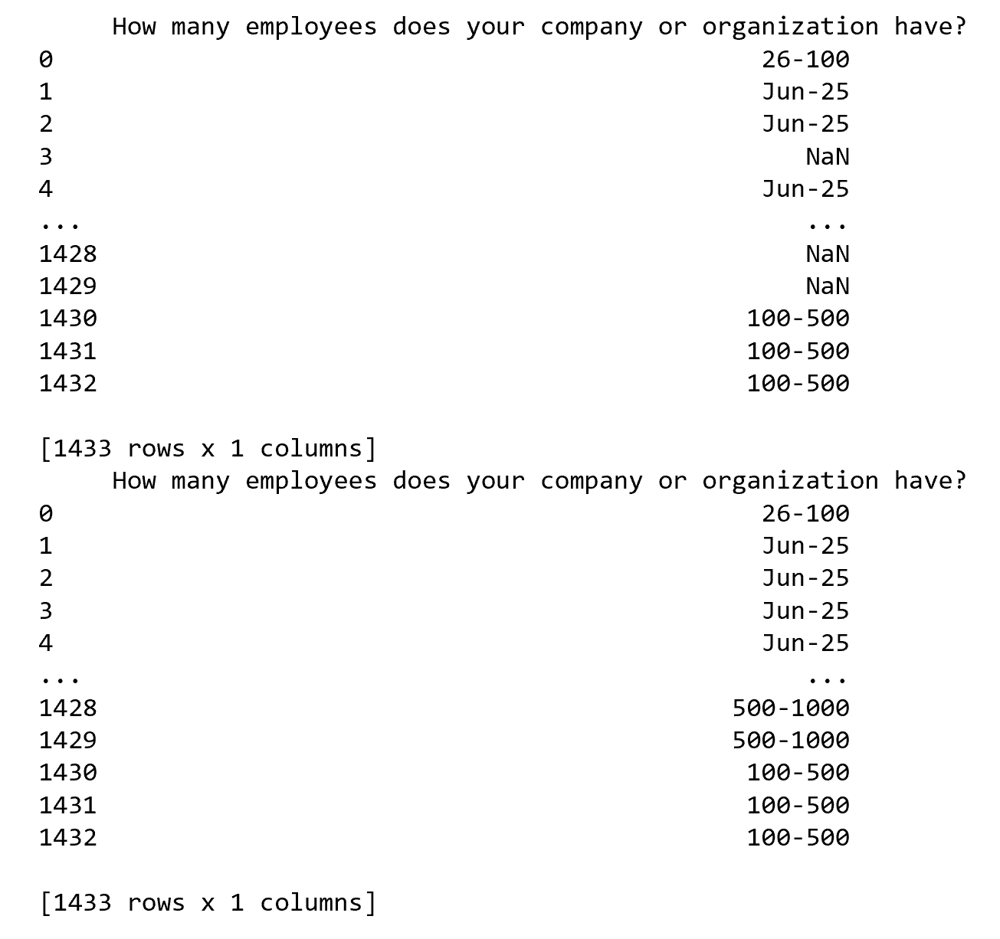 How many employees does your company or organization have?
0 26-100
1 Jun-25
2 Jun-25
3 NaN
4 Jun-25
... ...
1428 NaN
1429 NaN
1430 100-500
1431 100-500
1432 100-500
[1433 rows x 1 columns]
How many employees does your company or organization have?
0 26-100
1 Jun-25
2 Jun-25
3 Jun-25
4 Jun-25
... ...
1428 500-1000
1429 500-1000
1430 100-500
1431 100-500
1432 100-500
[1433 rows x 1 columns]